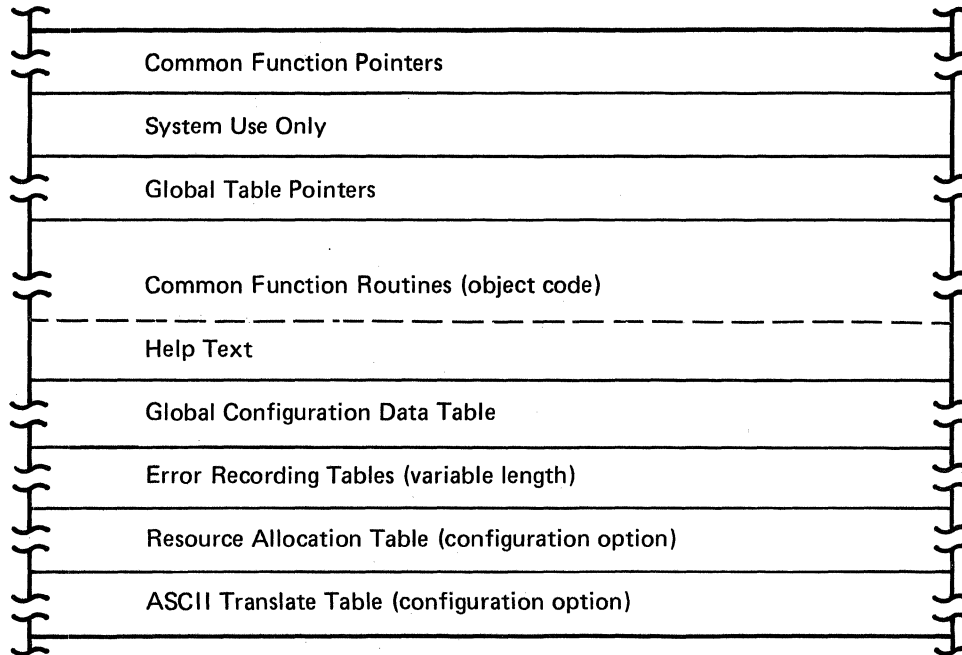 Common Function Pointers
System Use Only
Global Table Pointers
Common Function Routines (object code)
Help Text
Global Configuration Data Table
Error Recording Tables (variable length)
Resource Allocation Table (configuration option)
ASCII Translate Table (configuration option)